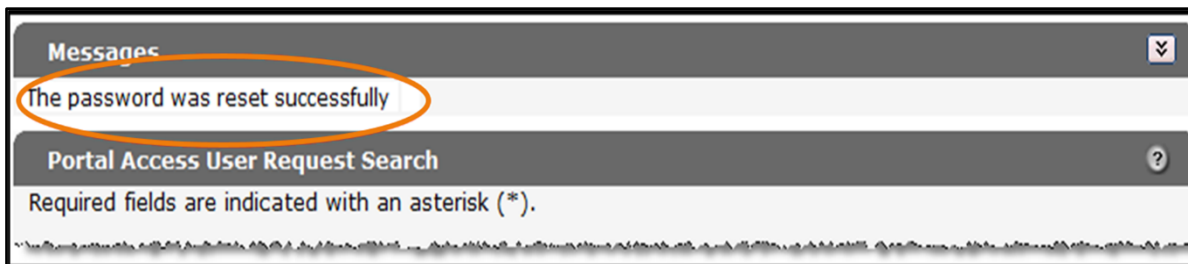 Messages
The password was reset successfully
Portal Access User Request Search
?
Required fields are indicated with an asterisk (*).